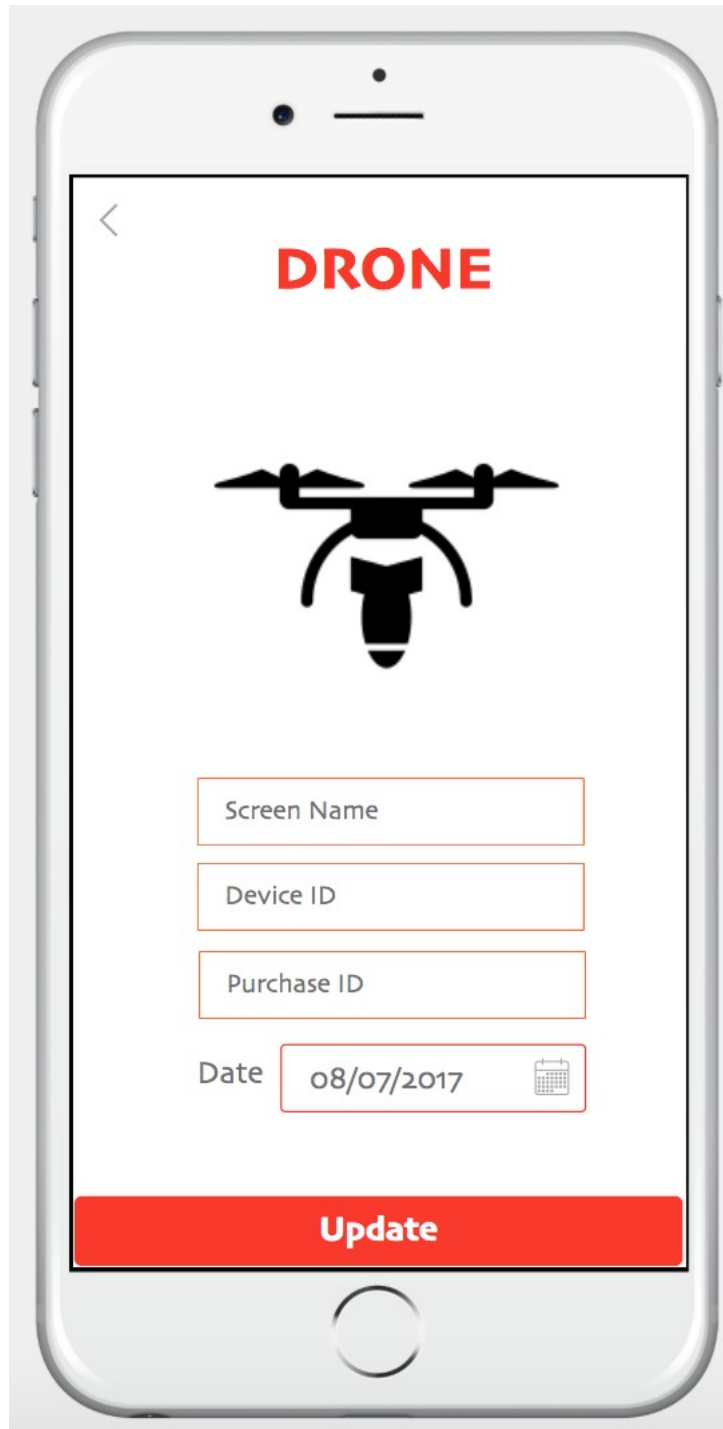 DRONE
Screen Name
Device ID
Purchase ID
Date 08/07/2017
Update